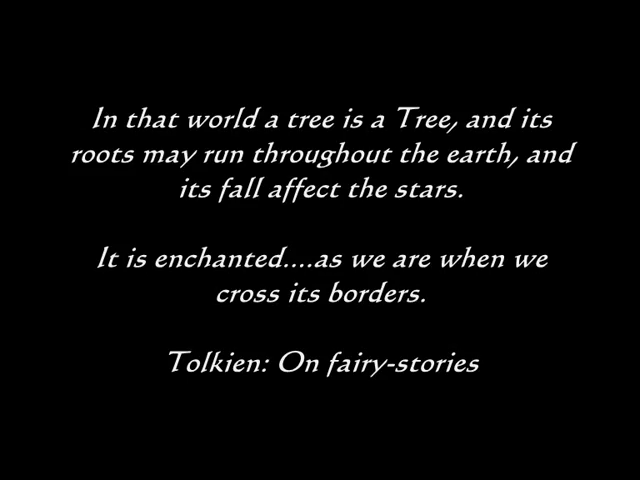 In that world a tree is a Tree, and its
roots may run throughout the earth, and
its fall affect the stars.
It is enchanted....as we are when we
cross its borders.
Tolkien: On fairy-stories